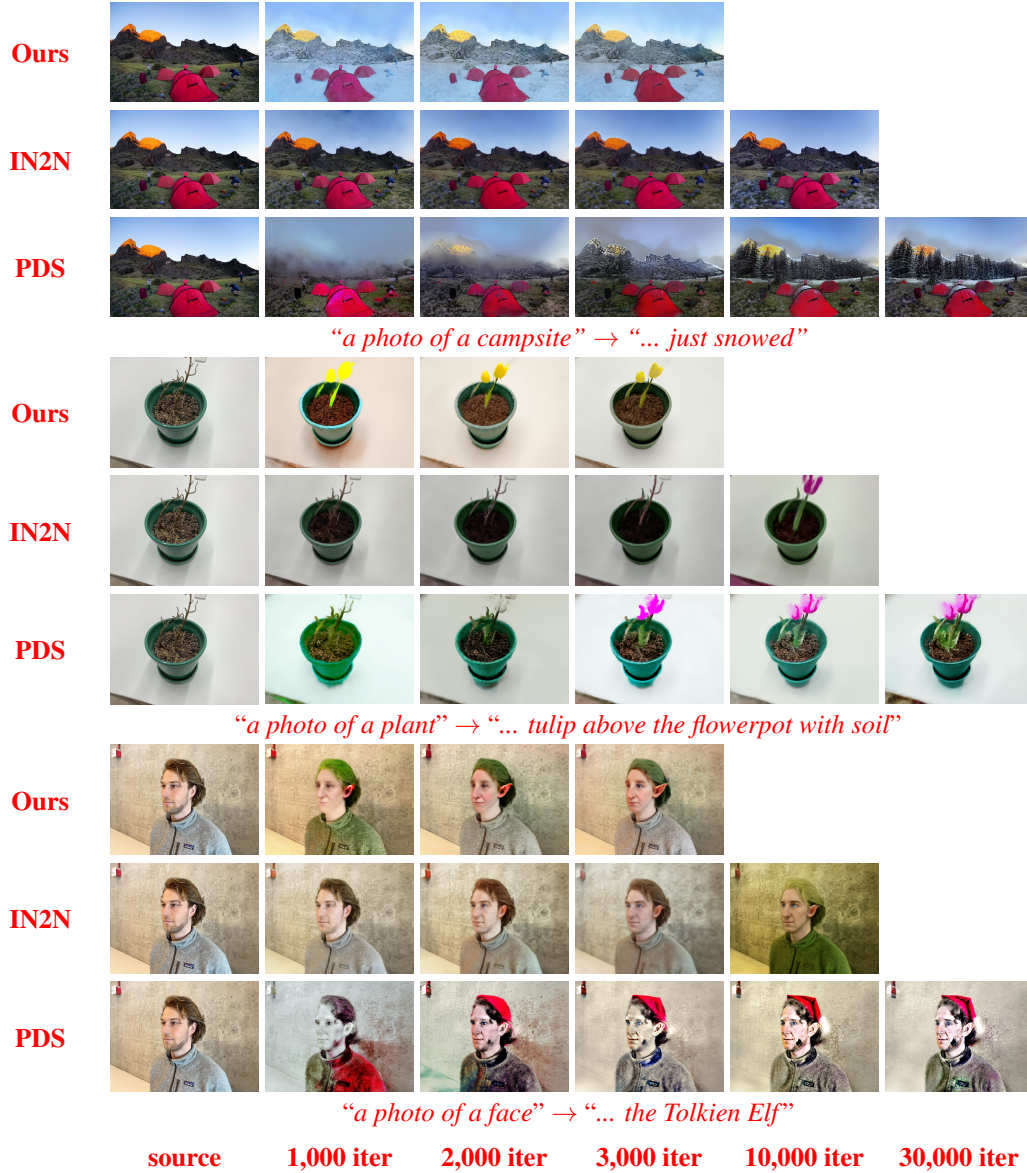 Ours
IN2N
PDS
“a photo of a campsite” → “... just snowed”
Ours
IN2N
PDS
“a photo of a plant” → “... tulip above the flowerpot with soil”
Ours
IN2N
PDS
“a photo of a face” → “... the Tolkien Elf”
source 1,000 iter 2,000 iter 3,000 iter 10,000 iter 30,000 iter